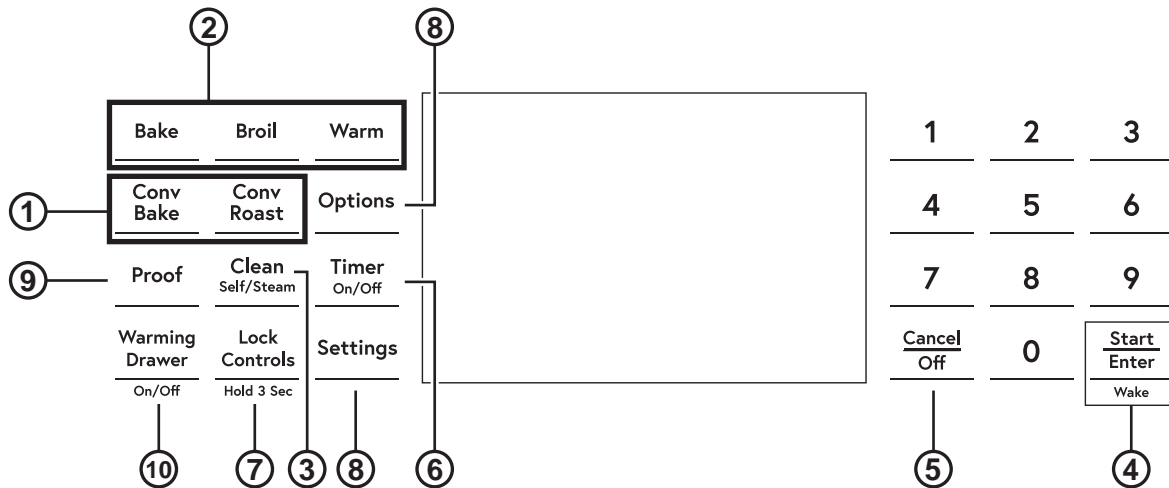 2
8
Bake Broil Warm
1 2 3
1
Conv
Bake
Conv
Roast
Options
4 5 6
9
Proof
Clean
Self/Steam
Timer
On/Off
7 8 9
Warming
Drawer
On/Off
Lock
Controls
Hold 3 Sec
Settings
Cancel
Off
0
Start
Enter
Wake
10 7 3 8 6 5 4